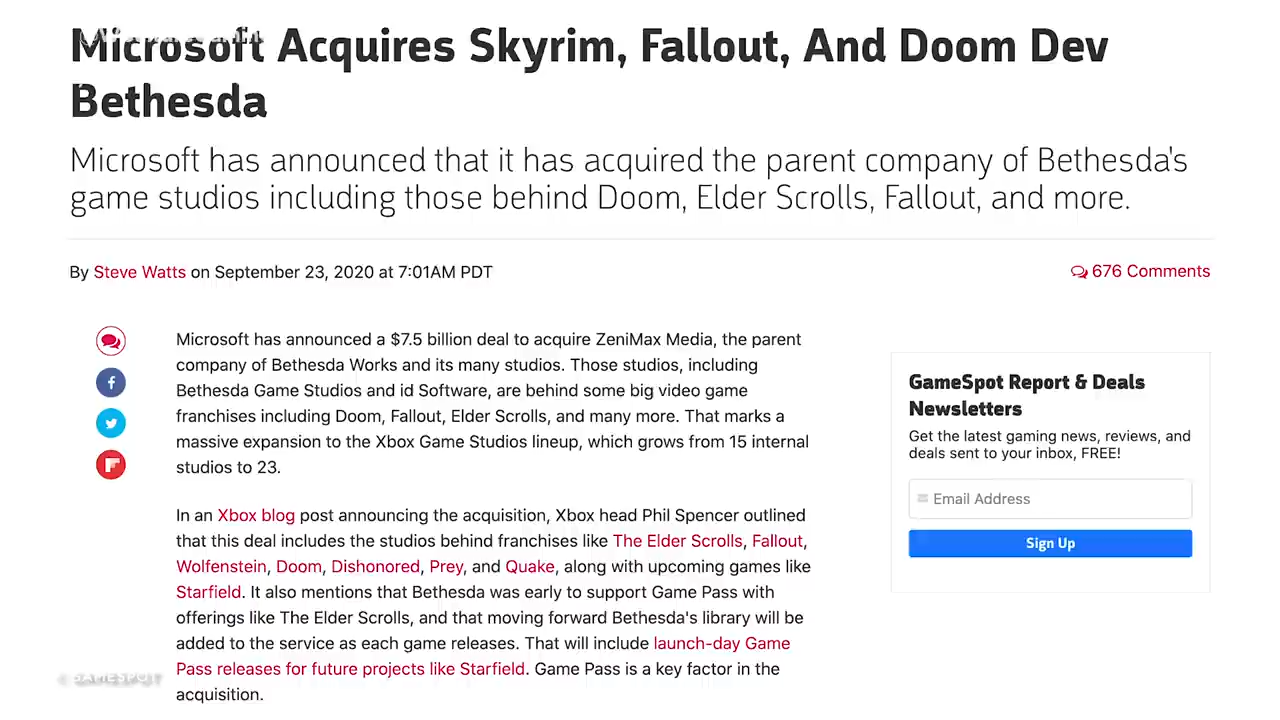 Microsoft Acquires Skyrim, Fallout, And Doom Dev
Bethesda
Microsoft has announced that it has acquired the parent company of Bethesda's
game studios including those behind Doom, Elder Scrolls, Fallout, and more.
By Steve Watts on September 23, 2020 at 7:01AM PDT
676 Comments
Microsoft has announced a $7.5 billion deal to acquire ZeniMax Media, the parent
company of Bethesda Works and its many studios. Those studios, including
Bethesda Game Studios and id Software, are behind some big video game
franchises including Doom, Fallout, Elder Scrolls, and many more. That marks a
massive expansion to the Xbox Game Studios lineup, which grows from 15 internal
studios to 23.
In an Xbox blog post announcing the acquisition, Xbox head Phil Spencer outlined
that this deal includes the studios behind franchises like The Elder Scrolls, Fallout,
Wolfenstein, Doom, Dishonored, Prey, and Quake, along with upcoming games like
Starfield. It also mentions that Bethesda was early to support Game Pass with
offerings like The Elder Scrolls, and that moving forward Bethesda's library will be
added to the service as each game releases. That will include launch-day Game
Pass releases for future projects like Starfield. Game Pass is a key factor in the
acquisition.
GameSpot Report & Deals
Newsletters
Get the latest gaming news, reviews, and
deals sent to your inbox, FREE!
Email Address
Sign Up
© GAMESPOT